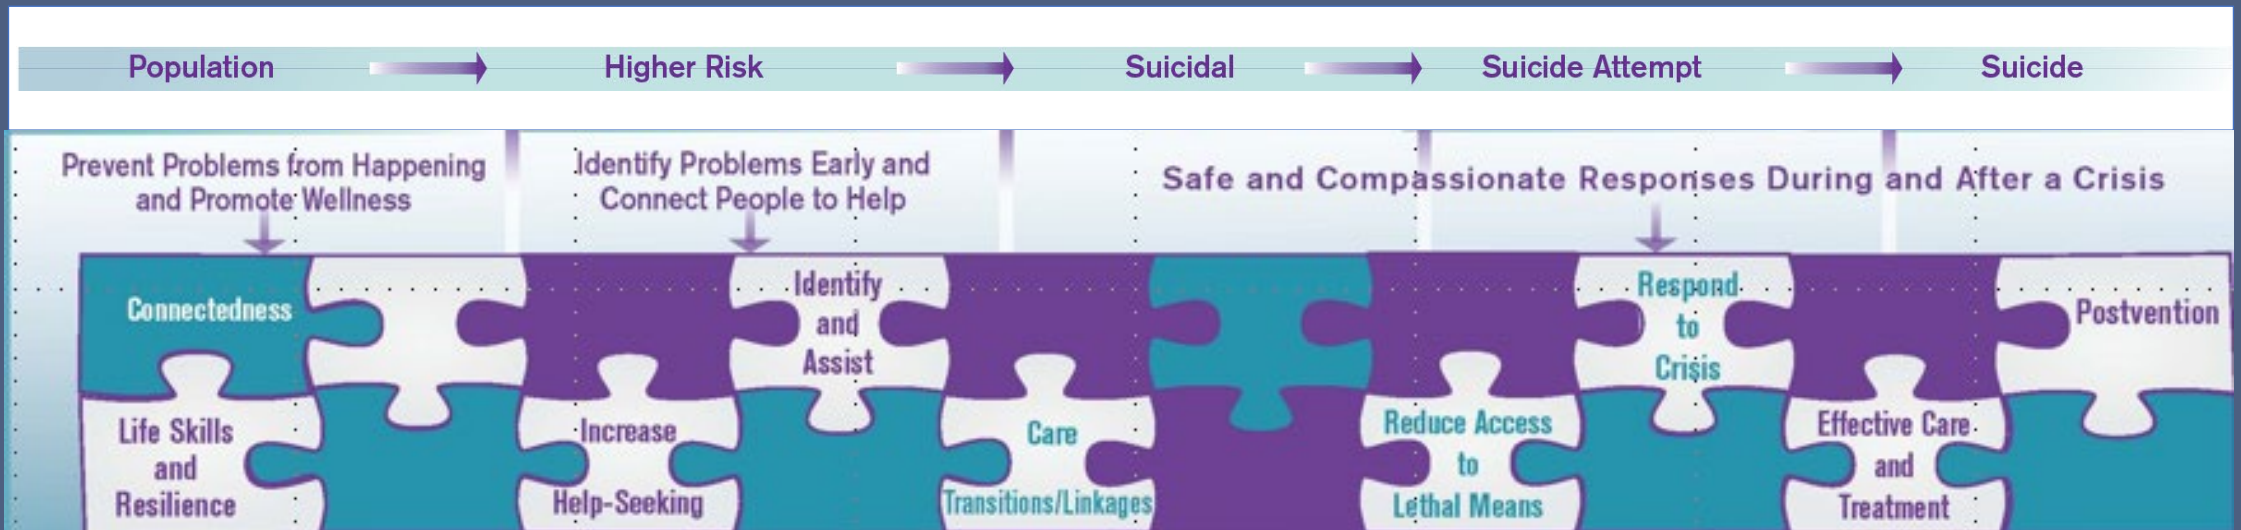 Population Higher Risk Suicidal Suicide Attempt Suicide
Prevent Problems from Happening
and Promote Wellness
Identify Problems Early and
Connect People to Help
Safe and Compassionate Responses During and After a Crisis
Connectedness
Life Skills
and
Resilience
Increase
Help-Seeking
Identify
and
Assist
Care
Transitions/Linkages
Reduce Access
to
Lethal Means
Respond
to
Crisis
Effective Care
and
Treatment
Postvention